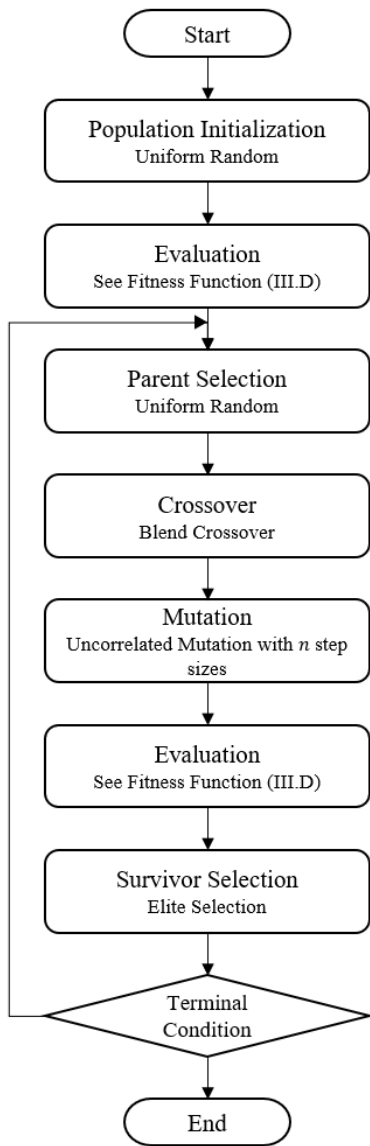 Start
Population Initialization
Uniform Random
Evaluation
See Fitness Function (III.D)
Parent Selection
Uniform Random
Crossover
Blend Crossover
Mutation
Uncorrelated Mutation with n step
sizes
Evaluation
See Fitness Function (III.D)
Survivor Selection
Elite Selection
Terminal
Condition
End